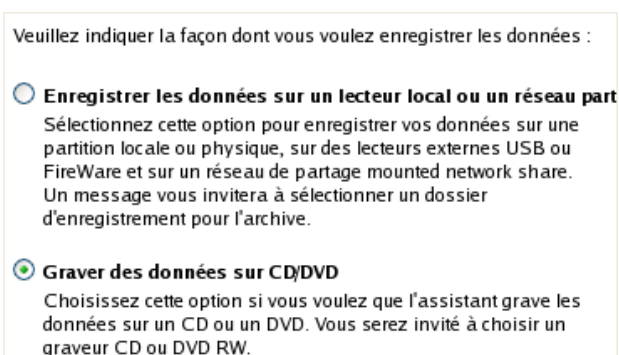 Veuillez indiquer la façon dont vous voulez enregistrer les données :
Enregistrer les données sur un lecteur local ou un réseau part
Sélectionnez cette option pour enregistrer vos données sur une
partition locale ou physique, sur des lecteurs externes USB ou
FireWare et sur un réseau de partage mounted network share.
Un message vous invitera à sélectionner un dossier
d'enregistrement pour l'archive.
Graver des données sur CD/DVD
Choisissez cette option si vous voulez que l'assistant grave les
données sur un CD ou un DVD. Vous serez invité à choisir un
graveur CD ou DVD RW.